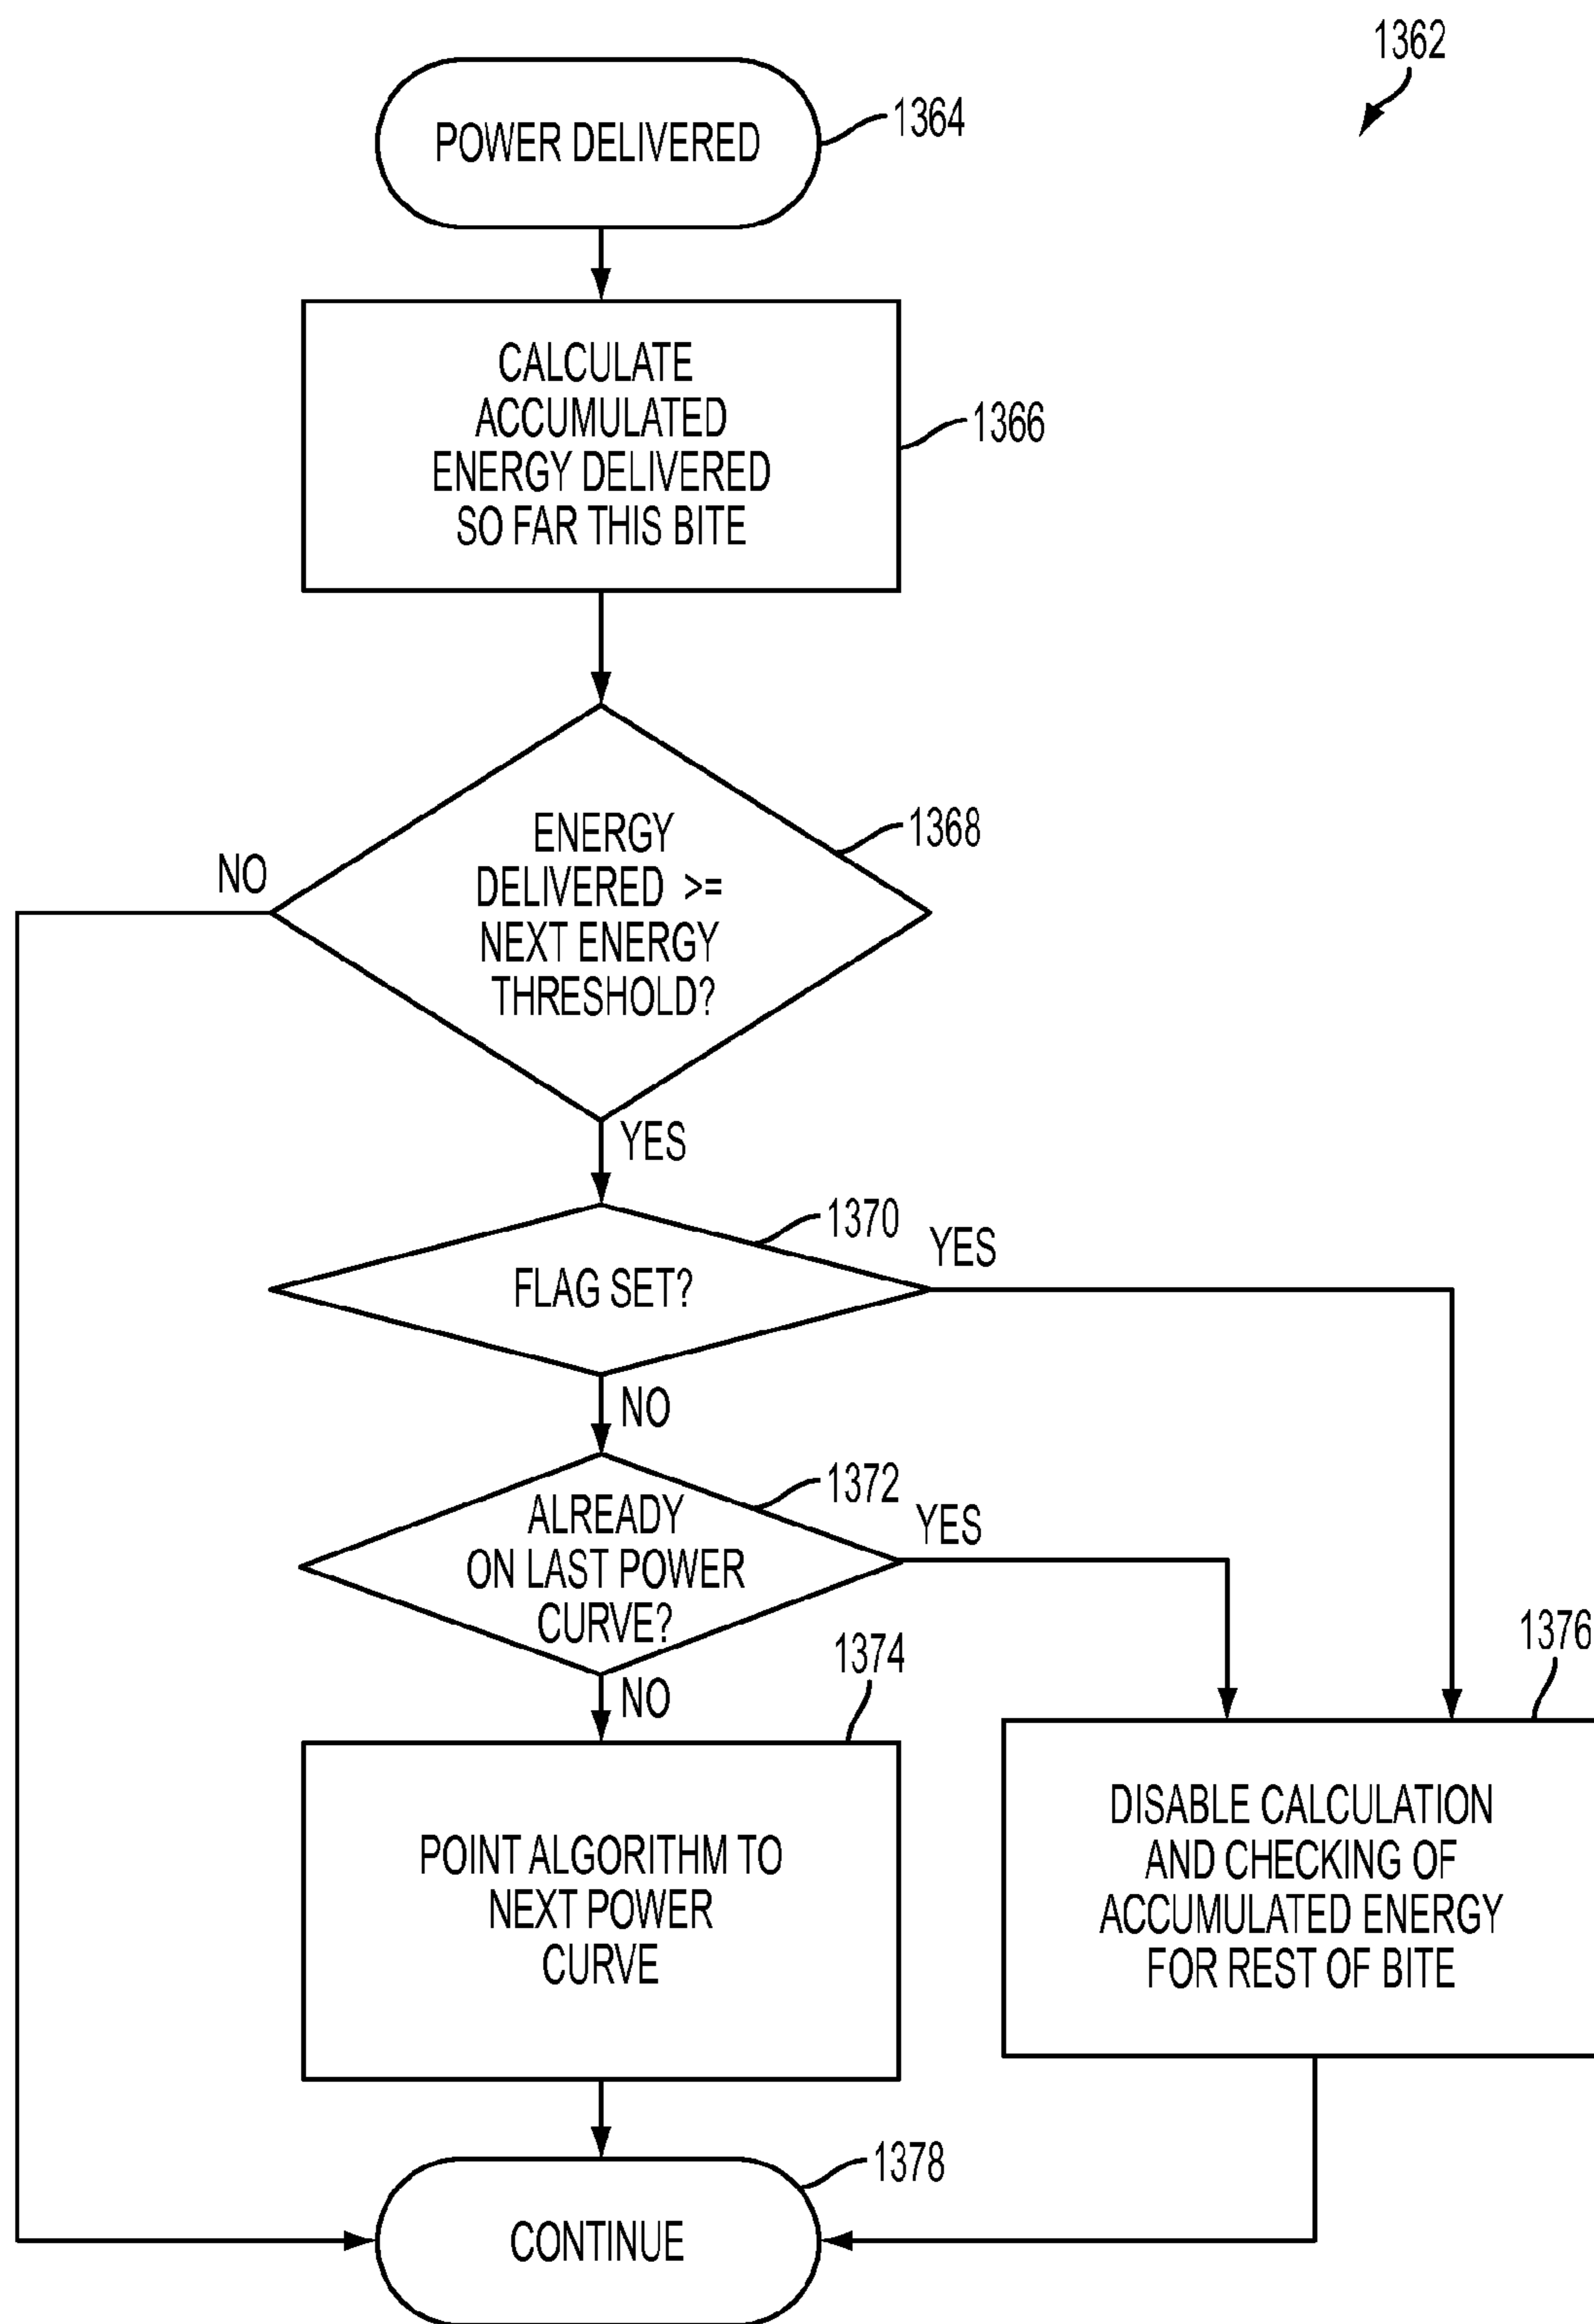 1362
POWER DELIVERED
1364
CALCULATE
ACCUMULATED
ENERGY DELIVERED
SO FAR THIS BITE
1366
ENERGY
DELIVERED >=
NEXT ENERGY
THRESHOLD?
1368
NO
YES
FLAG SET?
1370
YES
NO
ALREADY
ON LAST POWER
CURVE?
1372
YES
NO
1374
POINT ALGORITHM TO
NEXT POWER
CURVE
1376
DISABLE CALCULATION
AND CHECKING OF
ACCUMULATED ENERGY
FOR REST OF BITE
CONTINUE
1378